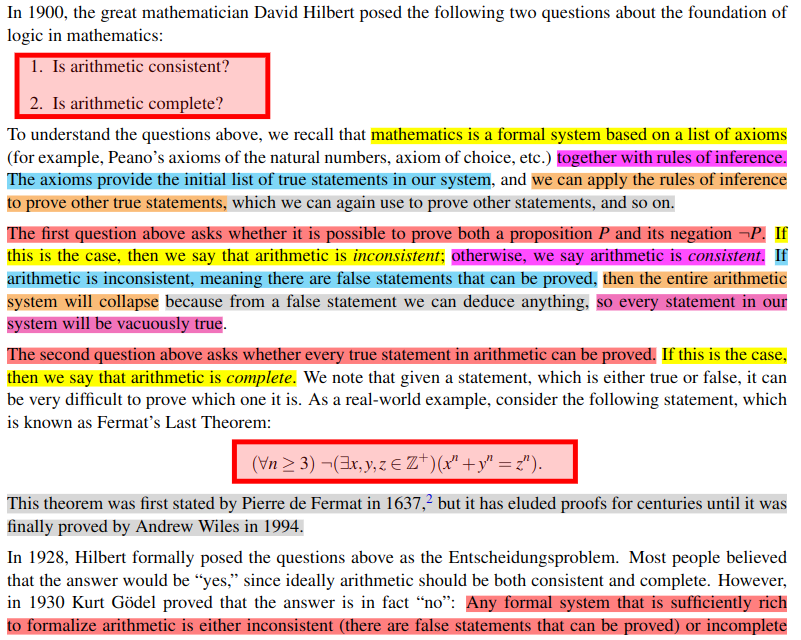 In 1900, the great mathematician David Hilbert posed the following two questions about the foundation of
logic in mathematics:
1. Is arithmetic consistent?
2. Is arithmetic complete?
To understand the questions above, we recall that mathematics is a formal system based on a list of axioms
(for example, Peano's axioms of the natural numbers, axiom of choice, etc.) together with rules of inference.
The axioms provide the initial list of true statements in our system, and we can apply the rules of inference
to prove other true statements, which we can again use to prove other statements, and so on.
The first question above asks whether it is possible to prove both a proposition P and its negation ¬P. If
this is the case, then we say that arithmetic is inconsistent; otherwise, we say arithmetic is consistent. If
arithmetic is inconsistent, meaning there are false statements that can be proved, then the entire arithmetic
system will collapse because from a false statement we can deduce anything, so every statement in our
system will be vacuously true.
The second question above asks whether every true statement in arithmetic can be proved. If this is the case,
then we say that arithmetic is complete. We note that given a statement, which is either true or false, it can
be very difficult to prove which one it is. As a real-world example, consider the following statement, which
is known as Fermat's Last Theorem:
(∀n ≥ 3) ¬(∃x,y,z ∈ ℤ⁺)(xⁿ + yⁿ = zⁿ).
This theorem was first stated by Pierre de Fermat in 1637,² but it has eluded proofs for centuries until it was
finally proved by Andrew Wiles in 1994.
In 1928, Hilbert formally posed the questions above as the Entscheidungsproblem. Most people believed
that the answer would be “yes,” since ideally arithmetic should be both consistent and complete. However,
in 1930 Kurt Gödel proved that the answer is in fact “no”: Any formal system that is sufficiently rich
to formalize arithmetic is either inconsistent (there are false statements that can be proved) or incomplete